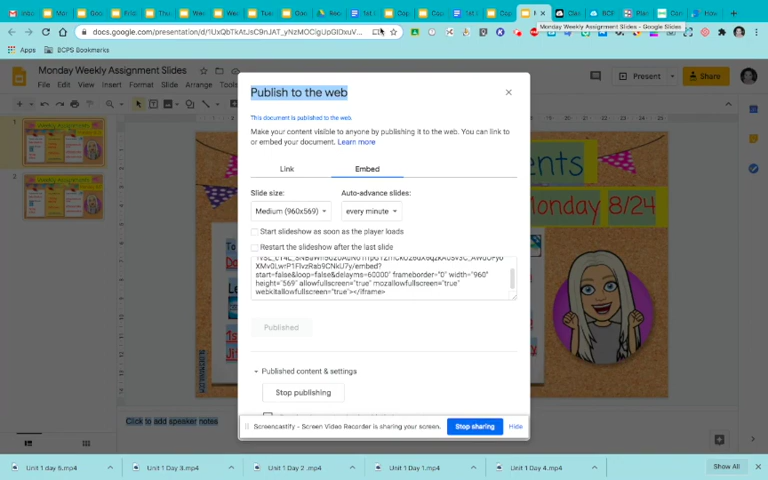 docs.google.com/presentation/d/1UxQbTkAtJsC9nJAT_yNzMOCigUpGIDxuV...
Monday Weekly Assignment Slides - Google Slides
Apps
BCPS Bookmarks
Monday Weekly Assignment Slides
File Edit View Insert Format Slide Arrange Tools
Present
Share
Publish to the web
This document is published to the web.
Make your content visible to anyone by publishing it to the web. You can link
or embed your document. Learn more
Link
Embed
Slide size:
Auto-advance slides:
Medium (960x569)
every minute
Start slideshow as soon as the player loads
Restart the slideshow after the last slide
start=false&loop=false&delayms=60000" frameborder="0" width="960"
height="569" allowfullscreen="true" mozallowfullscreen="true"
webkitallowfullscreen="true"></iframe>
Published
Published content & settings
Stop publishing
Screencastify - Screen Video Recorder is sharing your screen.
Stop sharing
Hide
Monday 8/24
Click to add speaker notes
Unit 1 day 5.mp4
Unit 1 Day 3.mp4
Unit 1 Day 2 .mp4
Unit 1 Day 1.mp4
Unit 1 Day 4.mp4
Show All